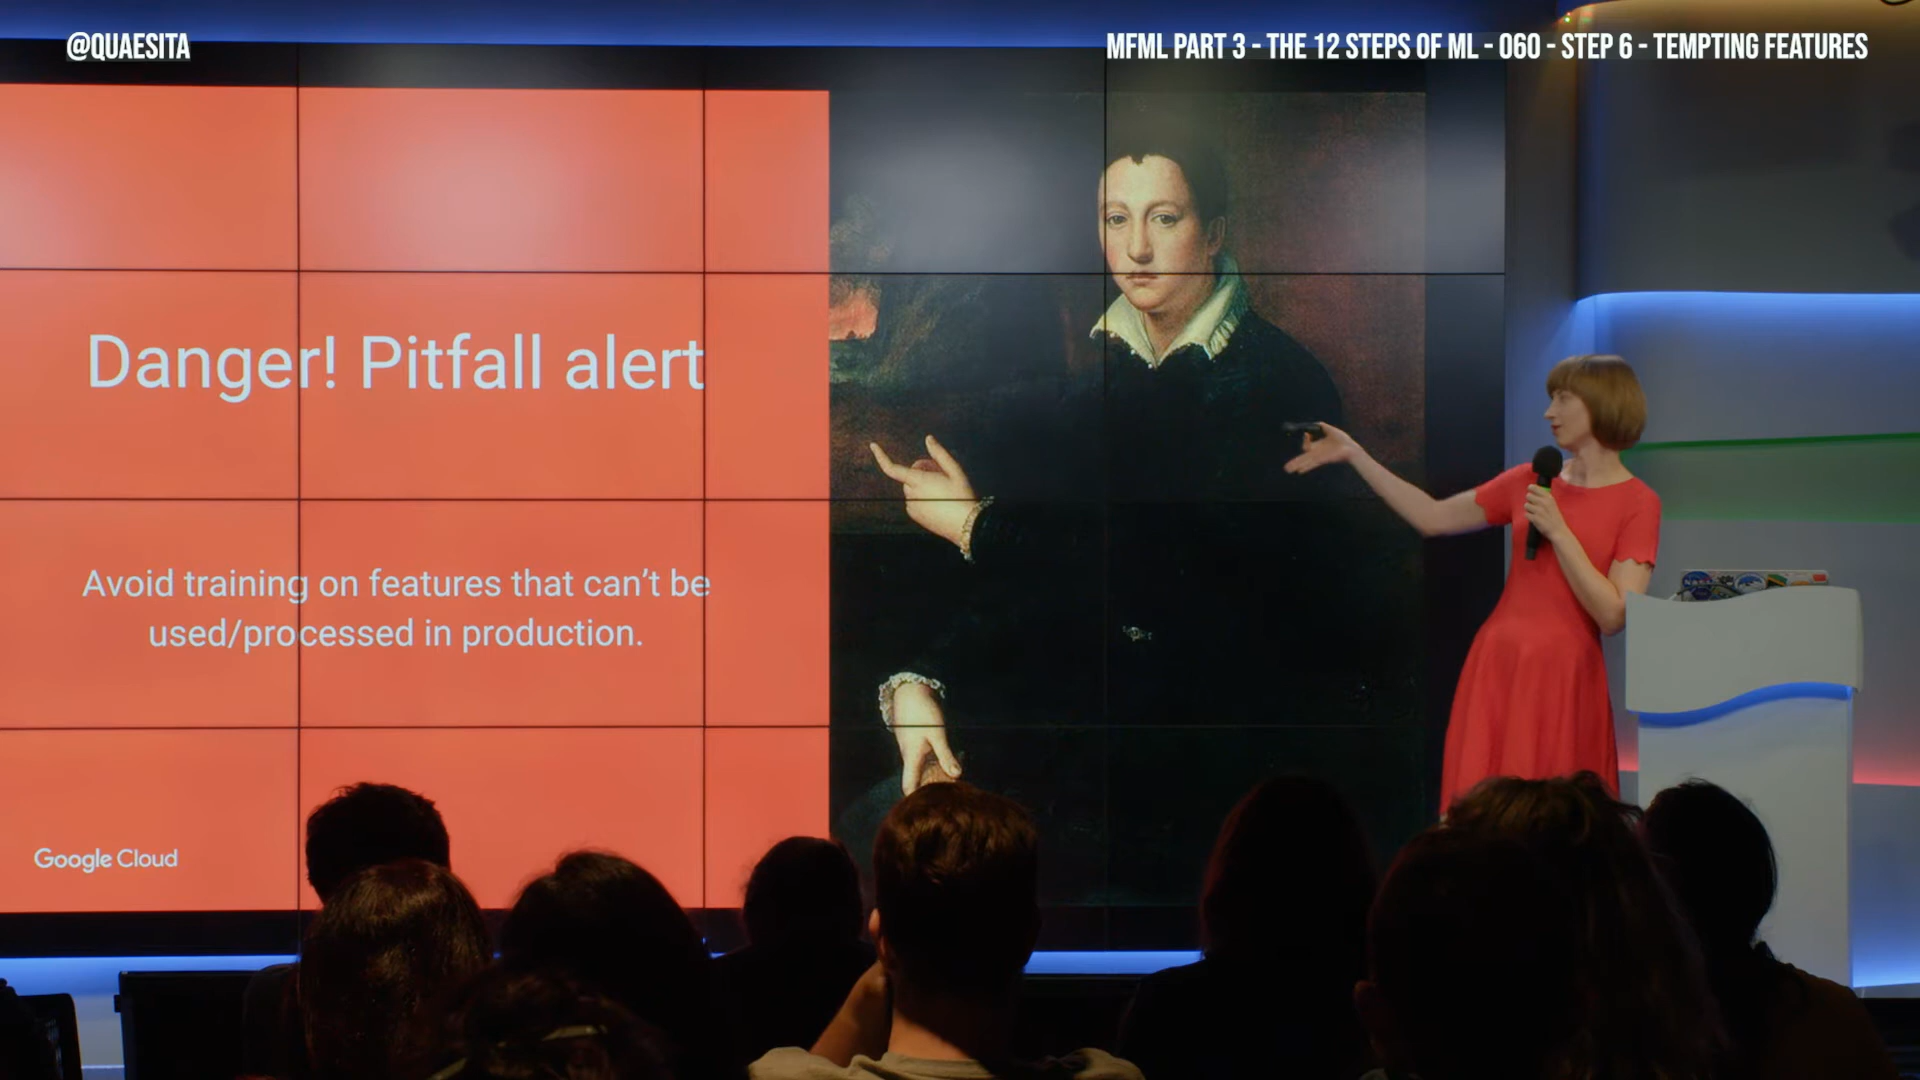 @QUAESITA
MFML PART 3 - THE 12 STEPS OF ML - 060 - STEP 6 - TEMPTING FEATURES
Danger! Pitfall alert
Avoid training on features that can't be
used/processed in production.
Google Cloud